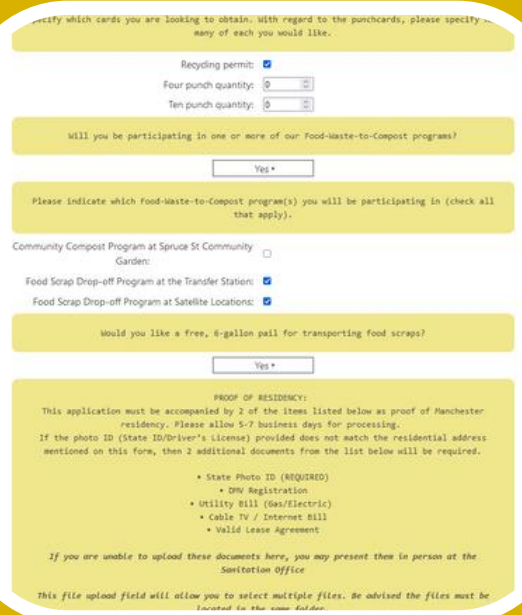 specify which cards you are looking to obtain. With regard to the punchcards, please specify
many of each you would like.
Recycling permit:
Four punch quantity: 0
Ten punch quantity: 0
Will you be participating in one or more of our Food-Waste-to-Compost programs?
Yes
Please indicate which Food-Waste-to-Compost program(s) you will be participating in (check all
that apply).
Community Compost Program at Spruce St Community
Garden:
Food Scrap Drop-off Program at the Transfer Station:
Food Scrap Drop-off Program at Satellite Locations:
Would you like a free, 6-gallon pail for transporting food scraps?
Yes
PROOF OF RESIDENCY:
This application must be accompanied by 2 of the items listed below as proof of Manchester
residency. Please allow 5-7 business days for processing.
If the photo ID (State ID/Driver's License) provided does not match the residential address
mentioned on this form, then 2 additional documents from the list below will be required.
• State Photo ID (REQUIRED)
• DMV Registration
• Utility Bill (Gas/Electric)
• Cable TV / Internet Bill
• Valid Lease Agreement
If you are unable to upload these documents here, you may present them in person at the
Sanitation Office
This file upload field will allow you to select multiple files. Be advised the files must be
located in the same folder.